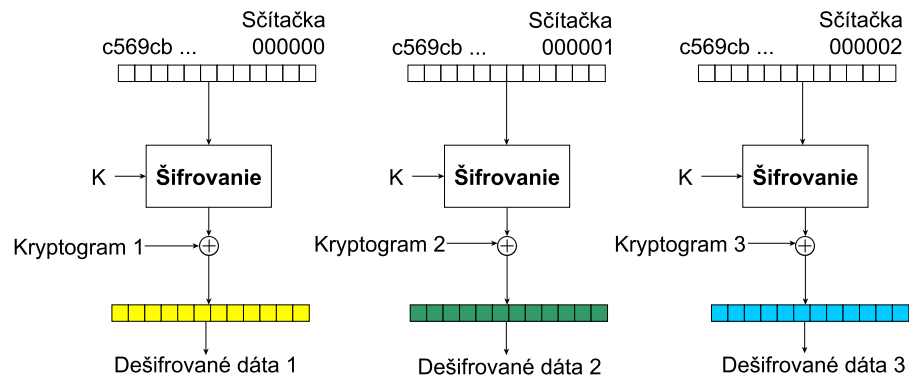 Sčítačka
c569cb ... 000000
K
Šifrovanie
Kryptogram 1
Dešifrované dáta 1
Sčítačka
c569cb ... 000001
K
Šifrovanie
Kryptogram 2
Dešifrované dáta 2
Sčítačka
c569cb ... 000002
K
Šifrovanie
Kryptogram 3
Dešifrované dáta 3